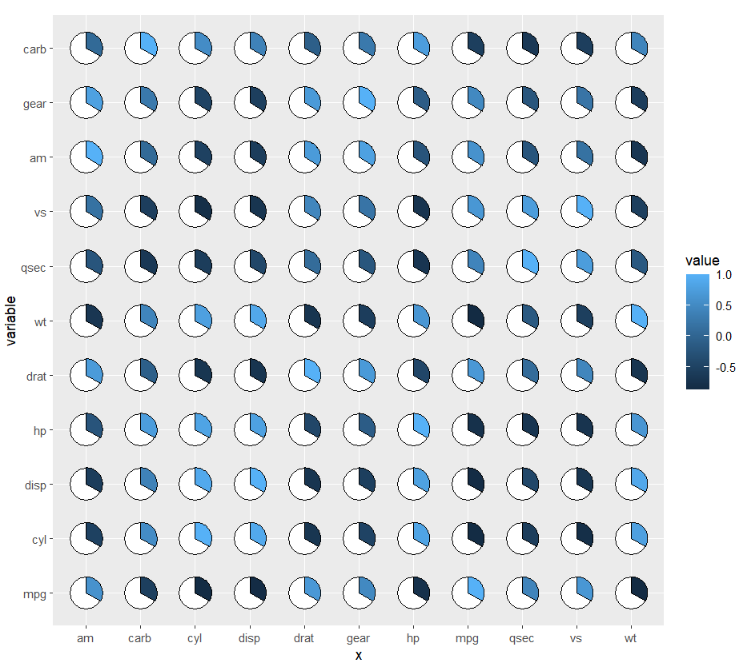 carb
gear
am
vs
qsec
wt
drat
hp
disp
cyl
mpg
variable
am carb cyl disp drat gear hp mpg qsec vs wt
x
value
1.0
0.5
0.0
-0.5